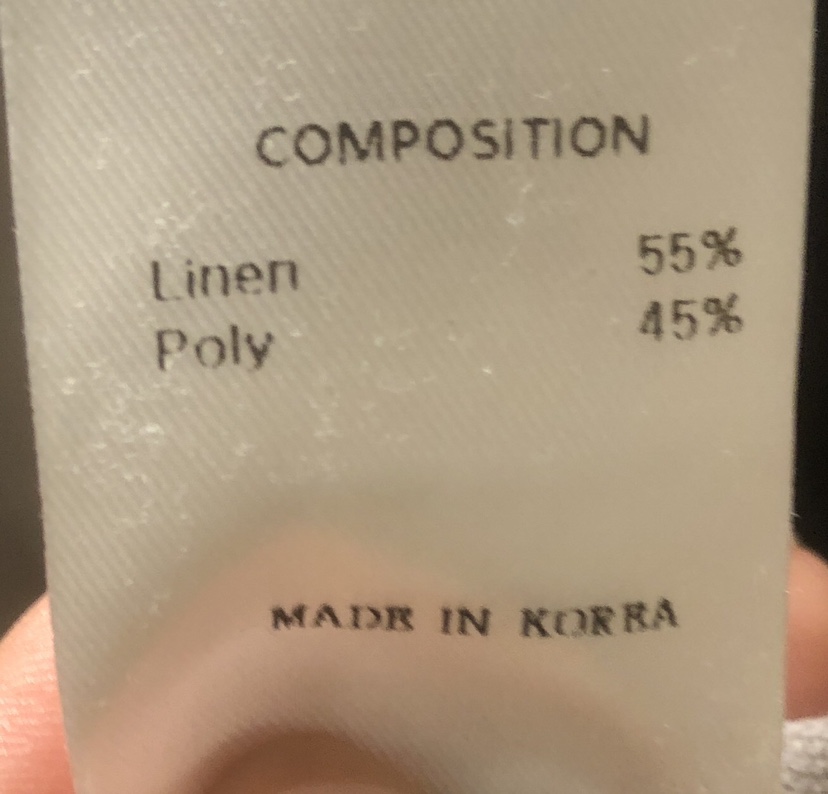 COMPOSITION
Linen 55%
Poly 45%
MADE IN KOREA